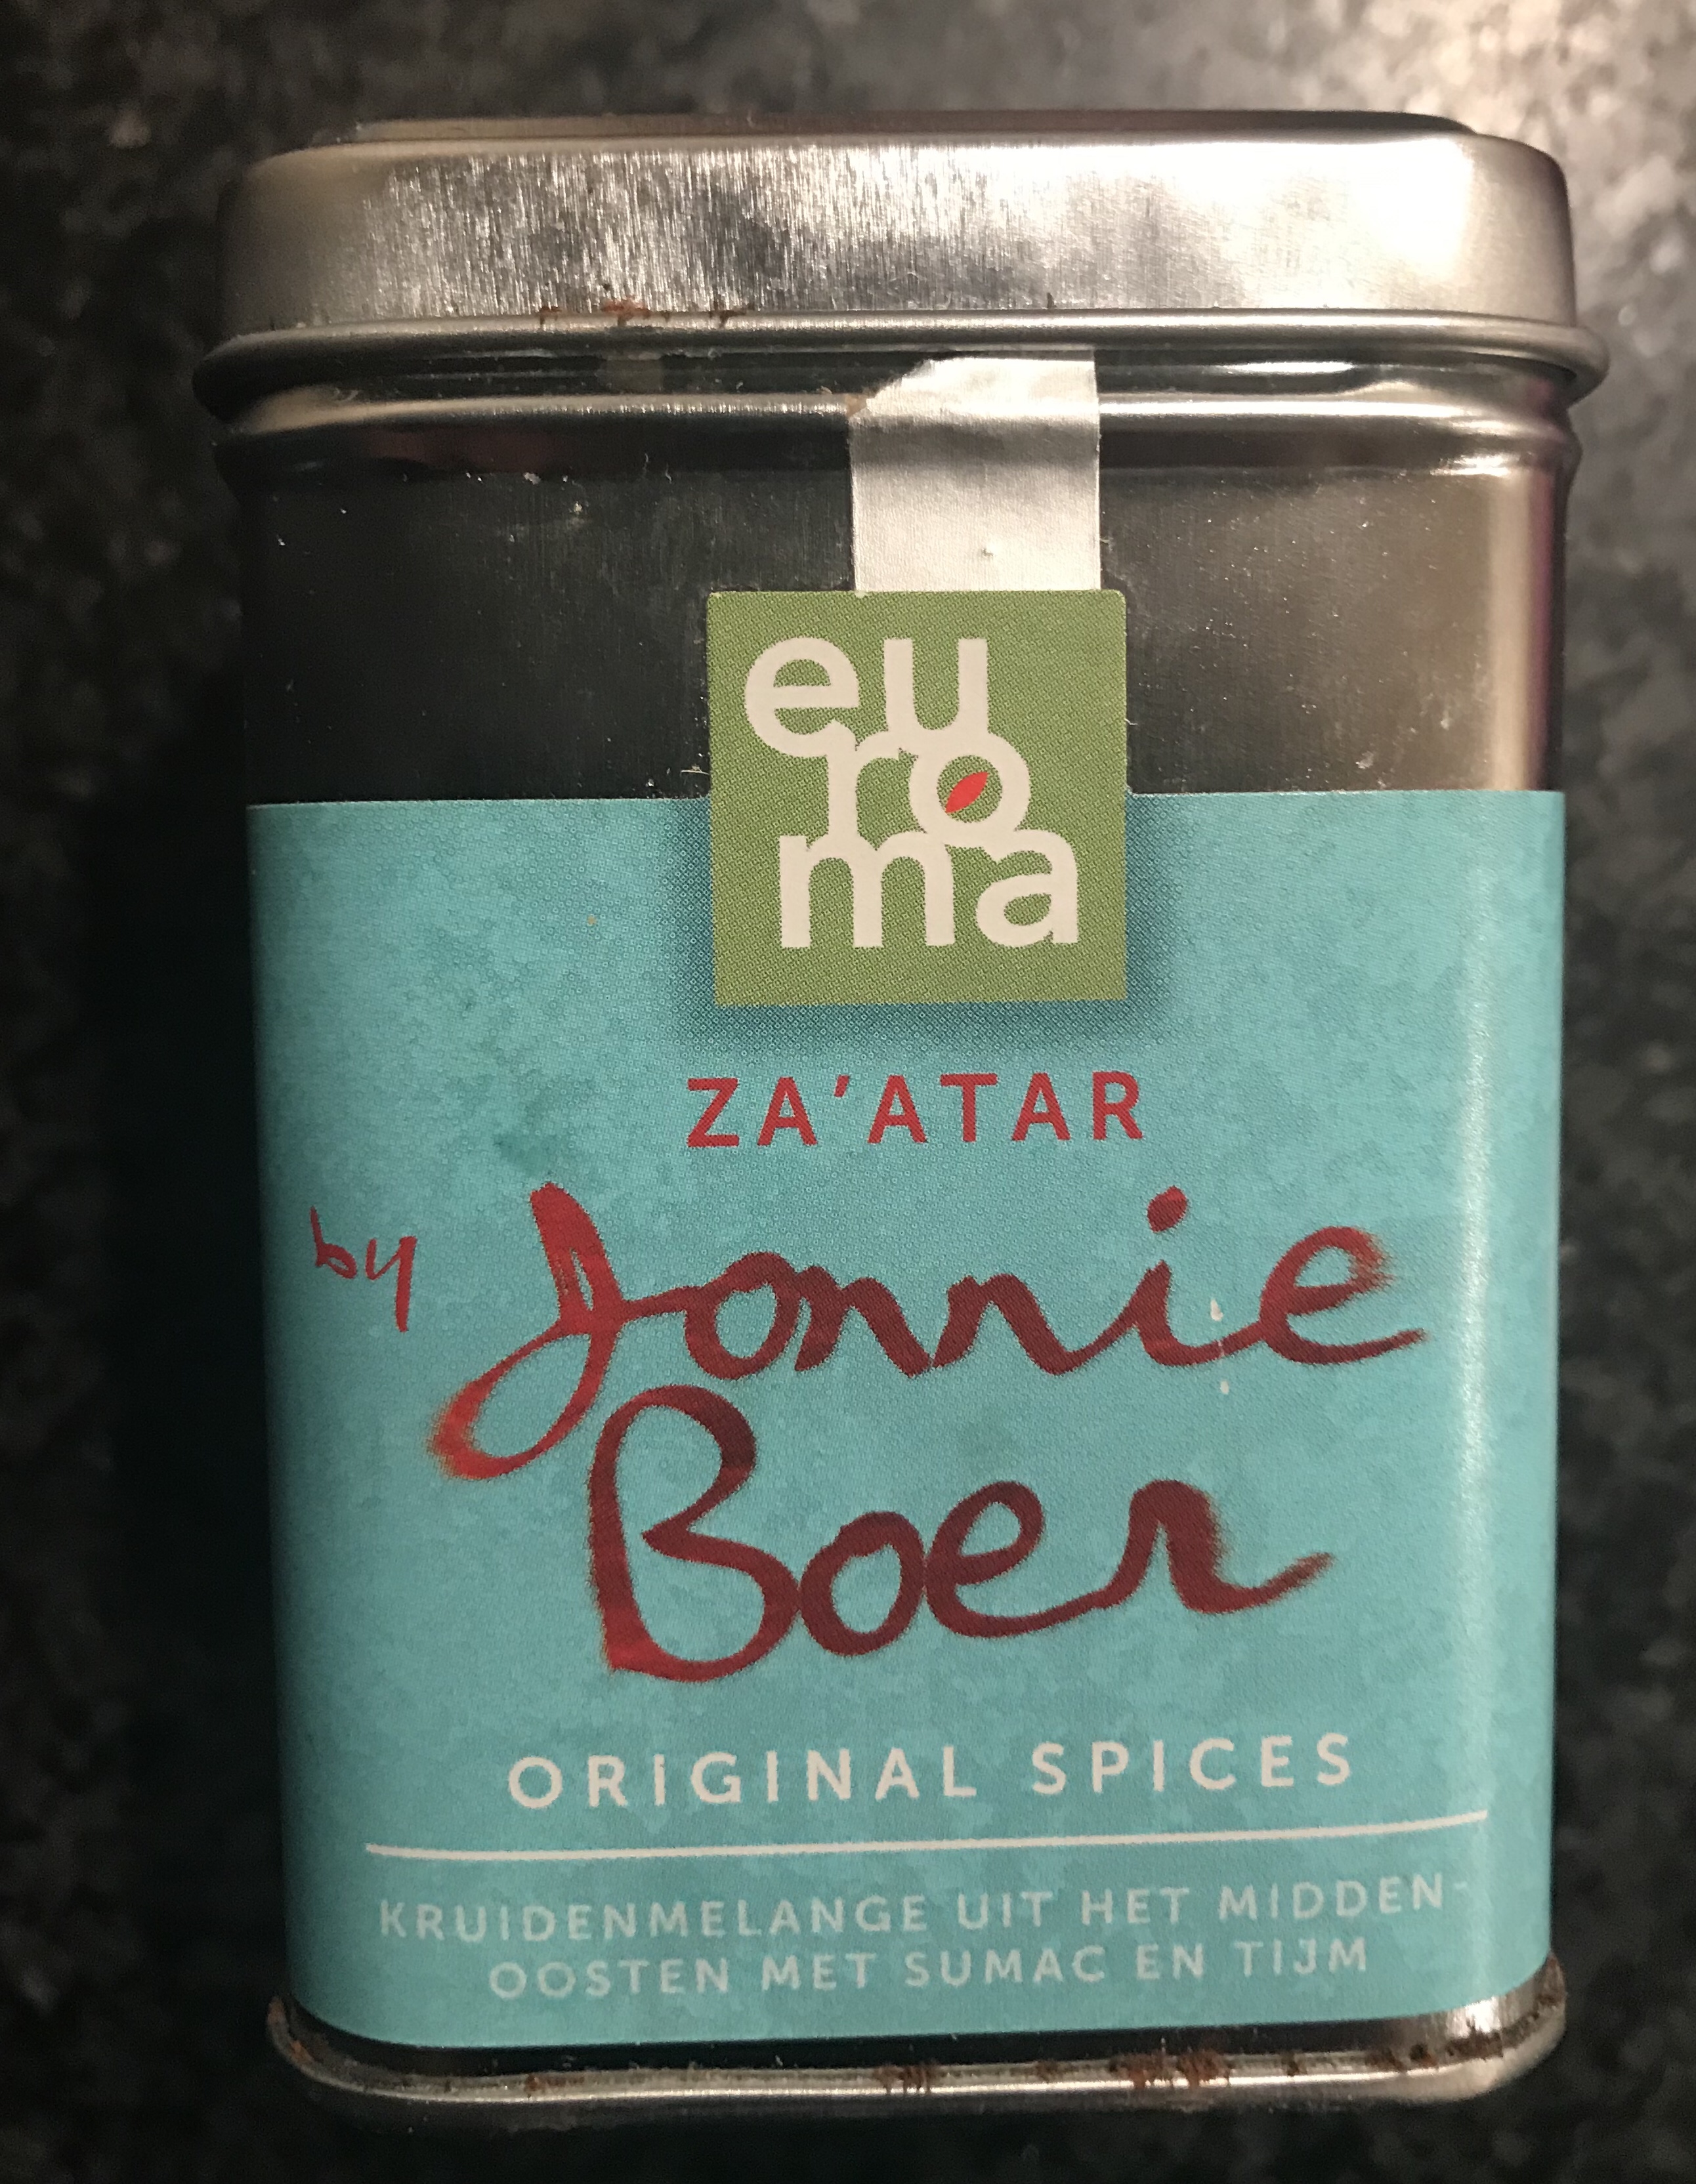 eu
ro
ma
ZA'ATAR
by Jonnie
Boer
ORIGINAL SPICES
KRUIDENMELANGE UIT HET MIDDEN-
OOSTEN MET SUMAC EN TIJM